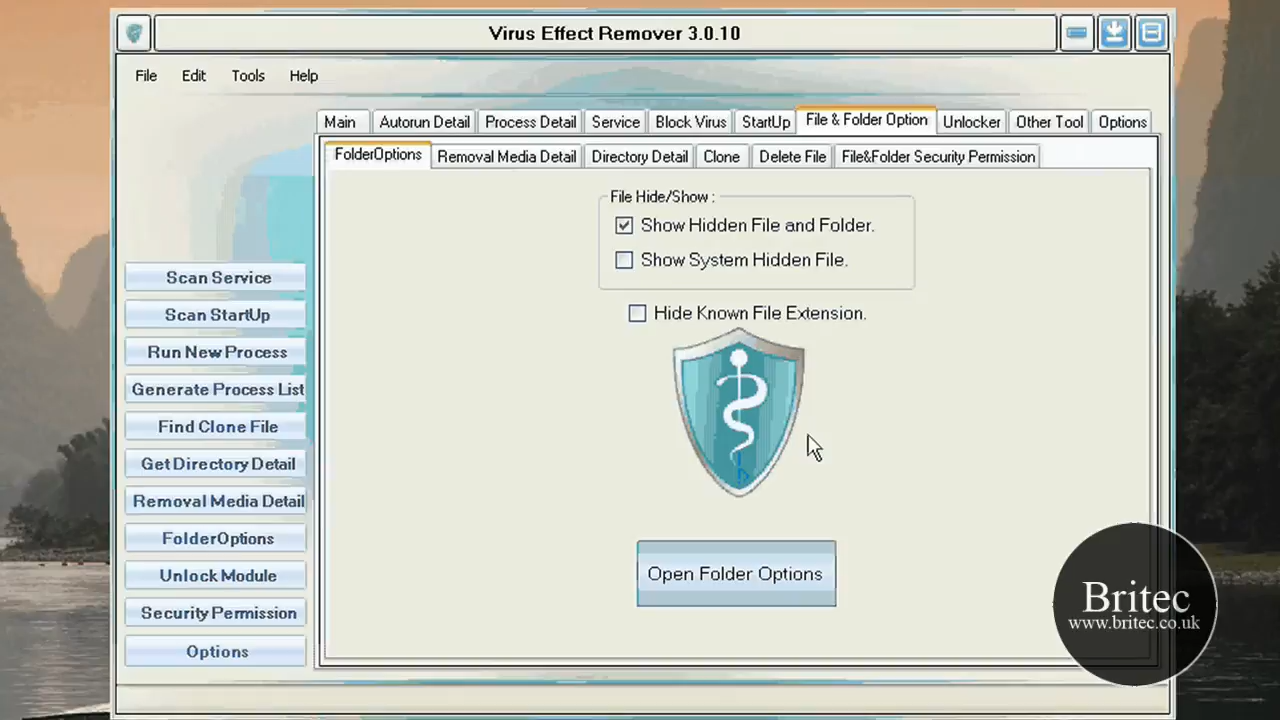 Virus Effect Remover 3.0.10
File Edit Tools Help
Main Autorun Detail Process Detail Service Block Virus StartUp File & Folder Option Unlocker Other Tool Options
FolderOptions Removal Media Detail Directory Detail Clone Delete File File&Folder Security Permission
File Hide/Show :
Show Hidden File and Folder.
Show System Hidden File.
Hide Known File Extension.
Open Folder Options
Scan Service
Scan StartUp
Run New Process
Generate Process List
Find Clone File
Get Directory Detail
Removal Media Detail
FolderOptions
Unlock Module
Security Permission
Options
Britec
www.britec.co.uk